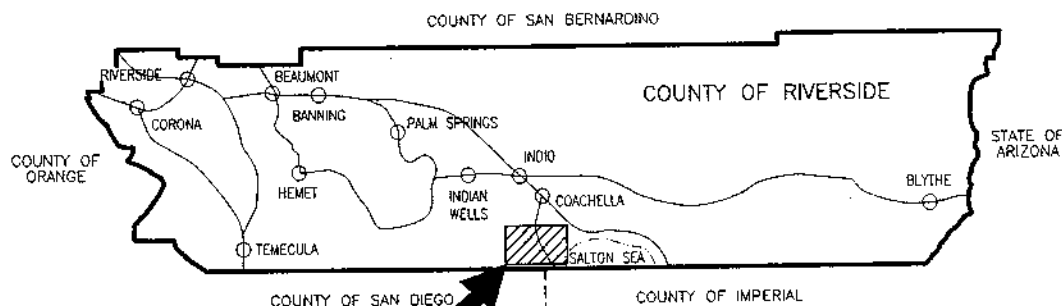 COUNTY OF SAN BERNARDINO
RIVERSIDE
BEAUMONT
COUNTY OF RIVERSIDE
CORONA
BANNING
PALM SPRINGS
STATE OF
ARIZONA
COUNTY OF
ORANGE
HEMET
INDIO
INDIAN
WELLS
COACHELLA
BLYTHE
TEMECULA
SALTON SEA
COUNTY OF SAN DIEGO
COUNTY OF IMPERIAL